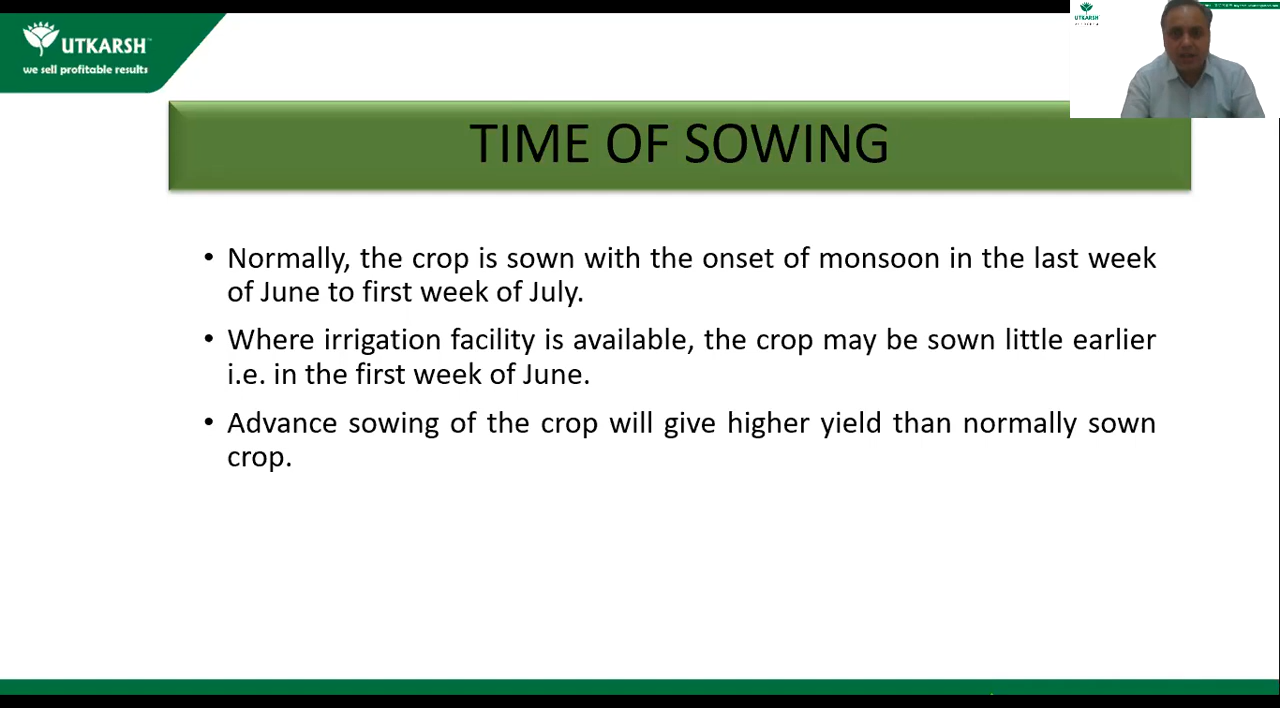 UTKARSH
we sell profitable results
UTKARSH
TIME OF SOWING
• Normally, the crop is sown with the onset of monsoon in the last week
of June to first week of July.
• Where irrigation facility is available, the crop may be sown little earlier
i.e. in the first week of June.
• Advance sowing of the crop will give higher yield than normally sown
crop.